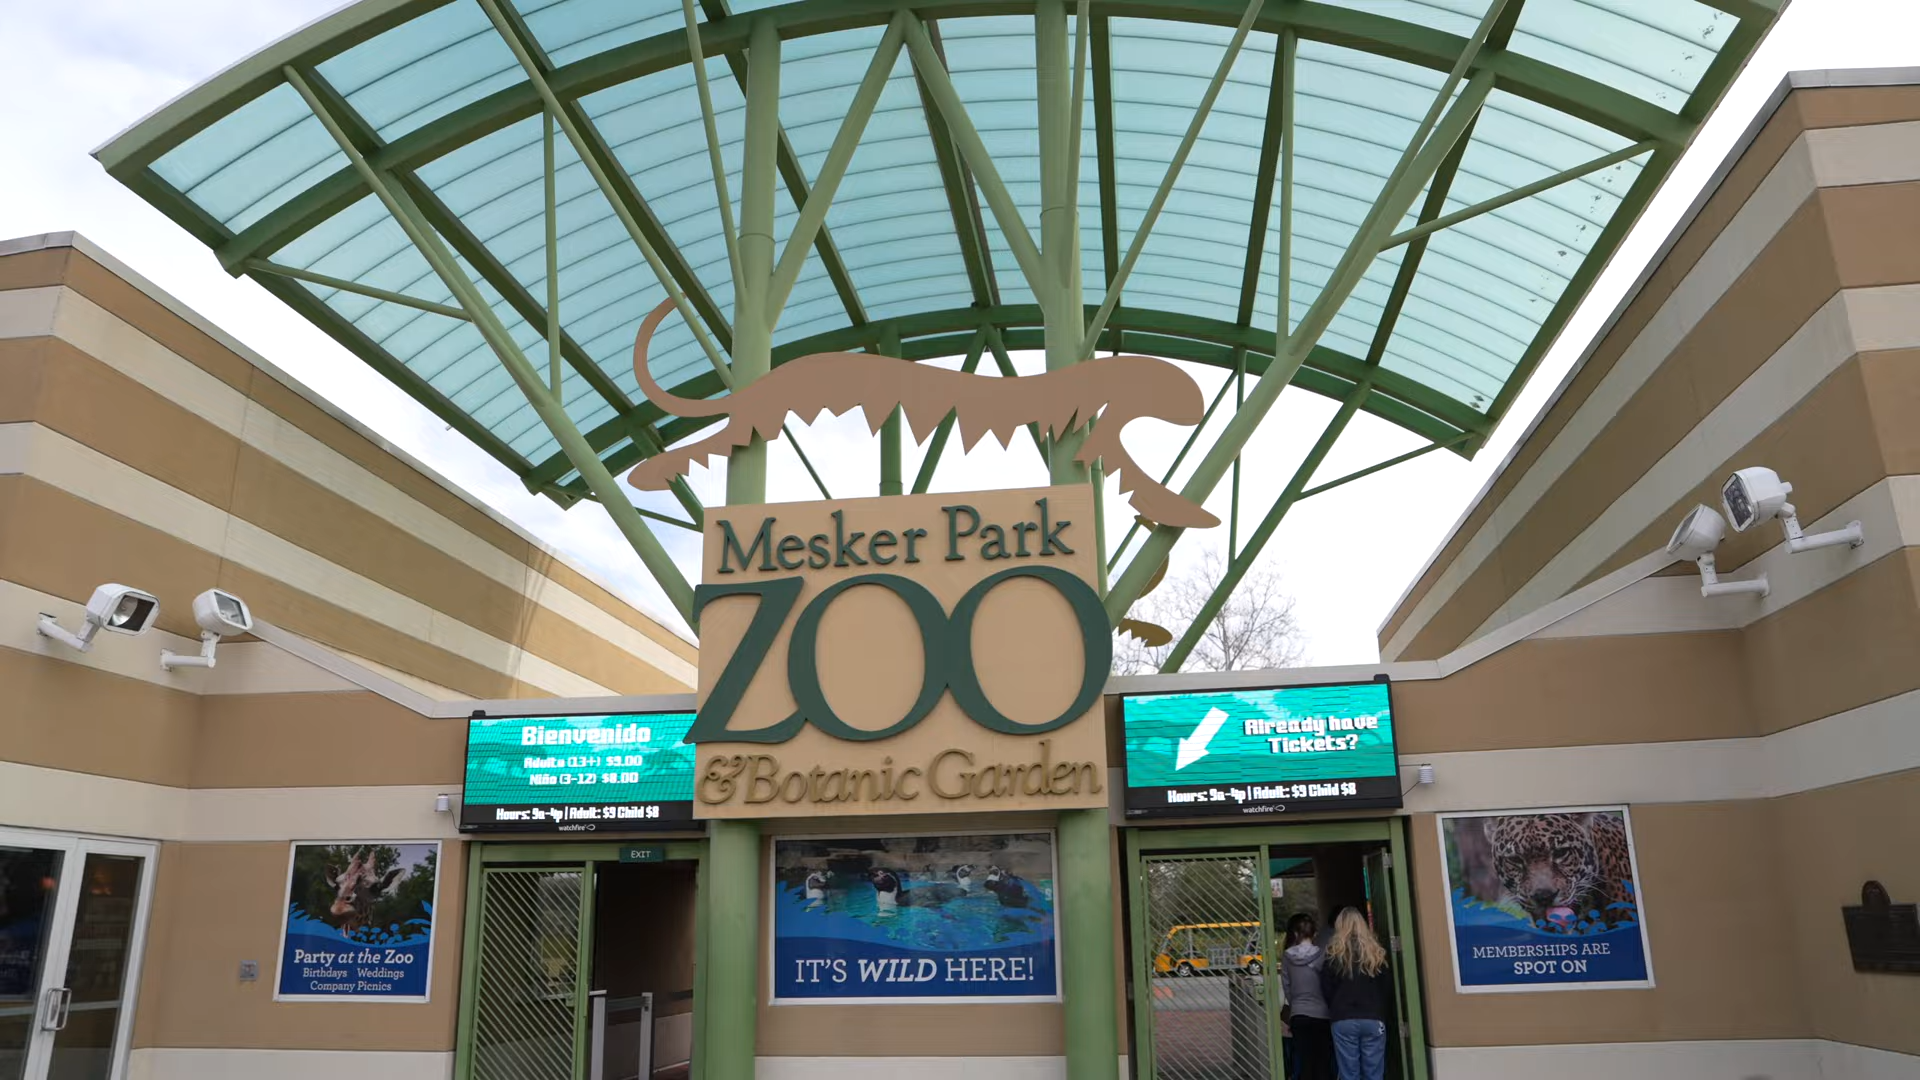 Mesker Park
ZOO
& Botanic Garden
Bienvenido
Adulto (13+) $9.00
Niño (3-12) $8.00
Hours: 9a-4p | Adult: $9 Child $8
watchfire
Already have
Tickets?
Hours: 9a-4p | Adult: $9 Child $8
watchfire
EXIT
Party at the Zoo
Birthdays Weddings
Company Picnics
IT'S WILD HERE!
MEMBERSHIPS ARE
SPOT ON